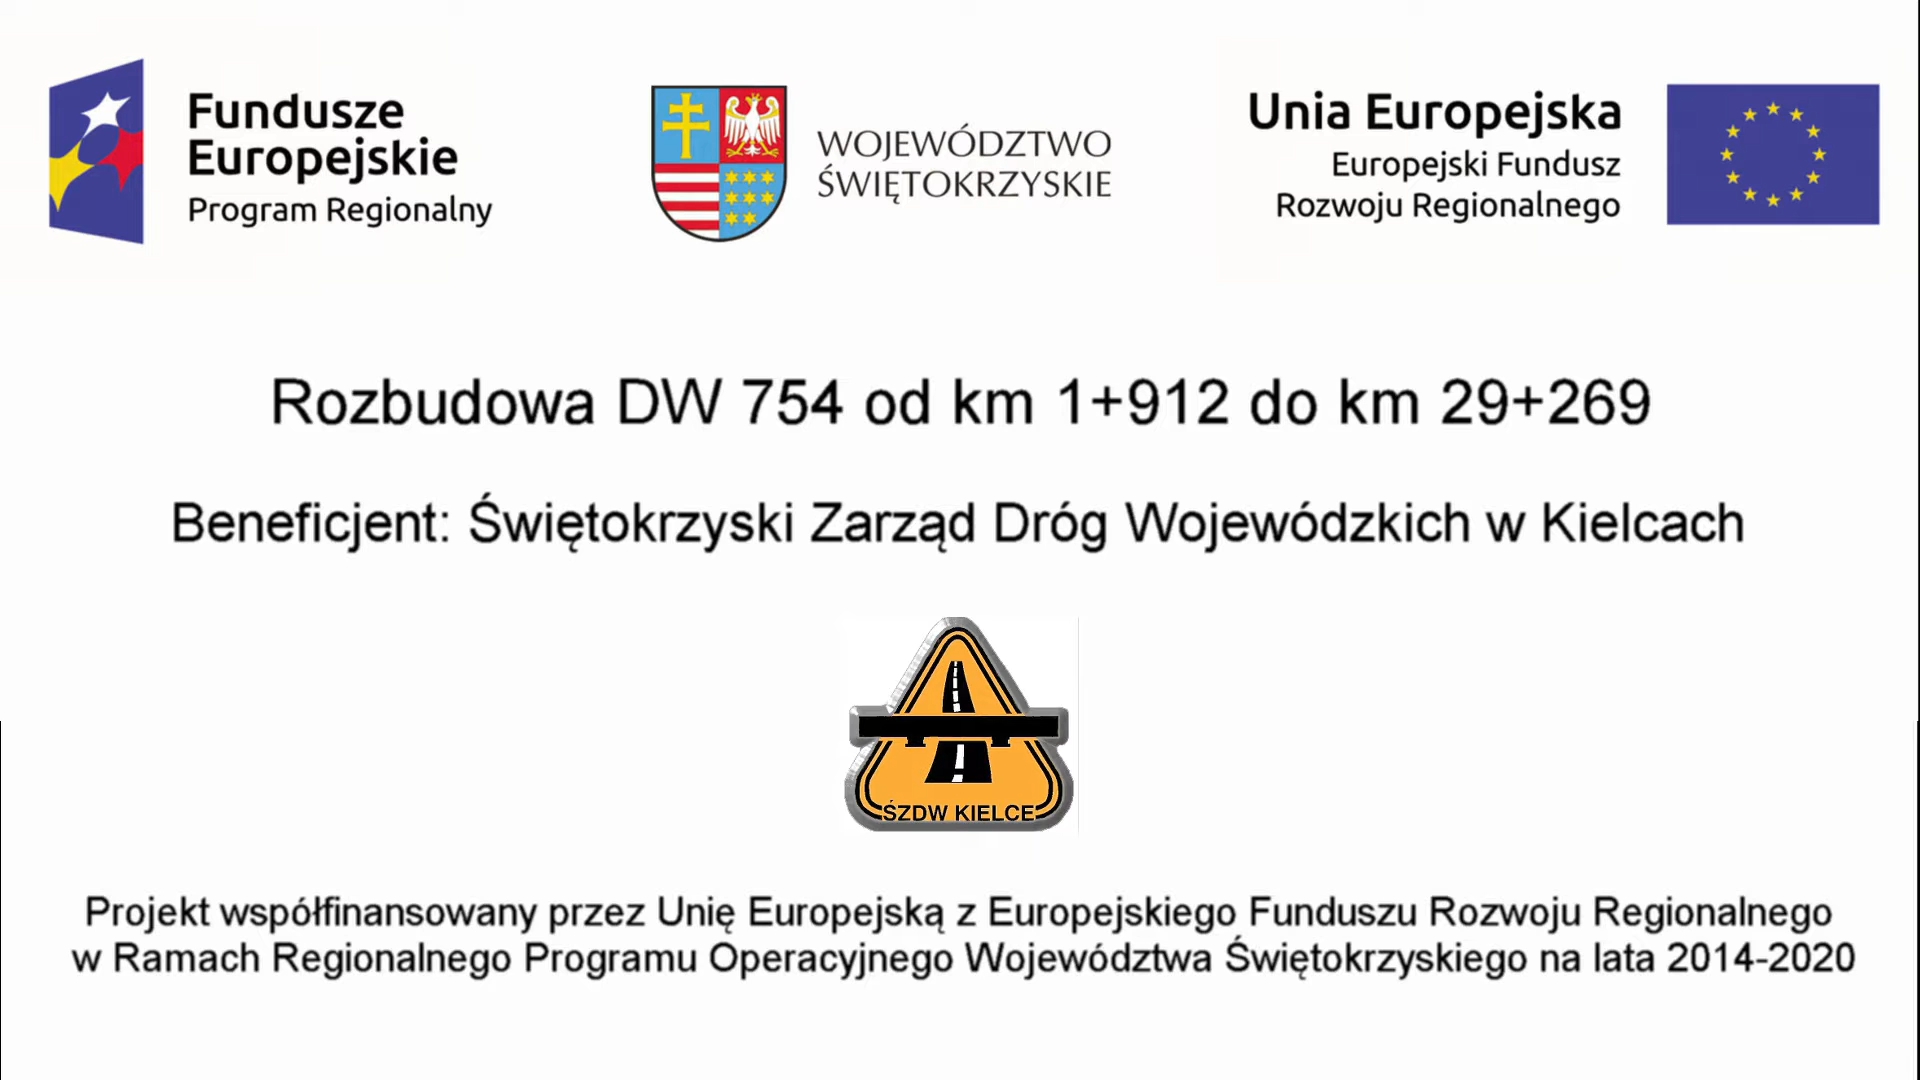 Fundusze
Europejskie
Program Regionalny
WOJEWÓDZTWO
ŚWIĘTOKRZYSKIE
Unia Europejska
Europejski Fundusz
Rozwoju Regionalnego
Rozbudowa DW 754 od km 1+912 do km 29+269
Beneficjent: Świętokrzyski Zarząd Dróg Wojewódzkich w Kielcach
ŚZDW KIELCE
Projekt współfinansowany przez Unię Europejską z Europejskiego Funduszu Rozwoju Regionalnego
w Ramach Regionalnego Programu Operacyjnego Województwa Świętokrzyskiego na lata 2014-2020